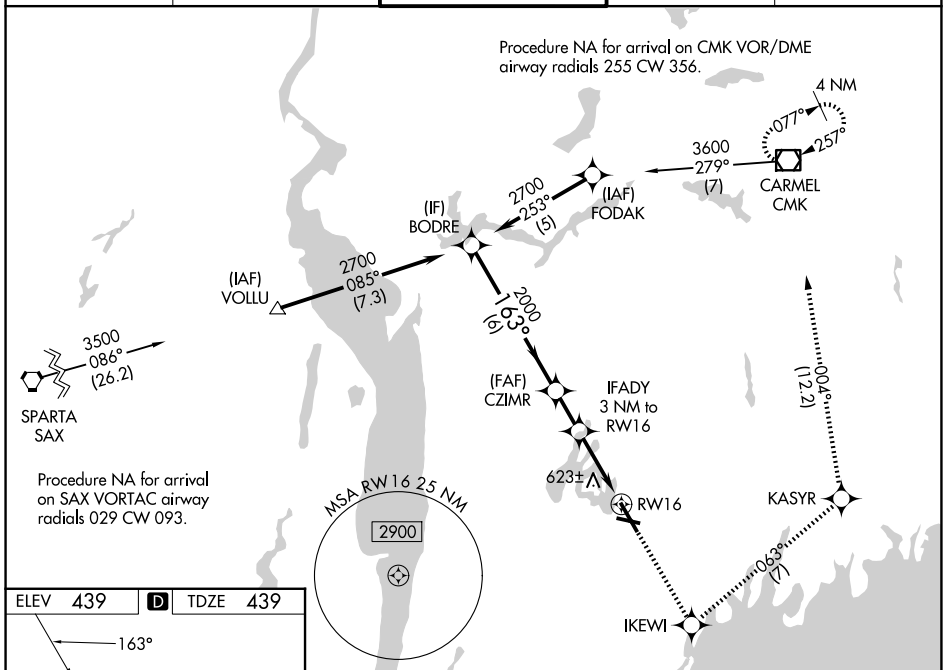 Procedure NA for arrival on CMK VOR/DME
airway radials 255 CW 356.
4 NM
077°
257°
3600
279°
(7)
CARMEL
CMK
2700
253°
(5)
(IAF)
FODAK
(IF)
BODRE
2700
085°
(7.3)
(IAF)
VOLLU
3500
086°
(26.2)
SPARTA
SAX
2000
163°
(6)
(FAF)
CZIMR
IFADY
3 NM to
RW16
623±
RW16
004°
(12.2)
KASYR
063°
(7)
IKEWI
Procedure NA for arrival
on SAX VORTAC airway
radials 029 CW 093.
MSA RW16 25 NM
2900
ELEV 439 D TDZE 439
163°